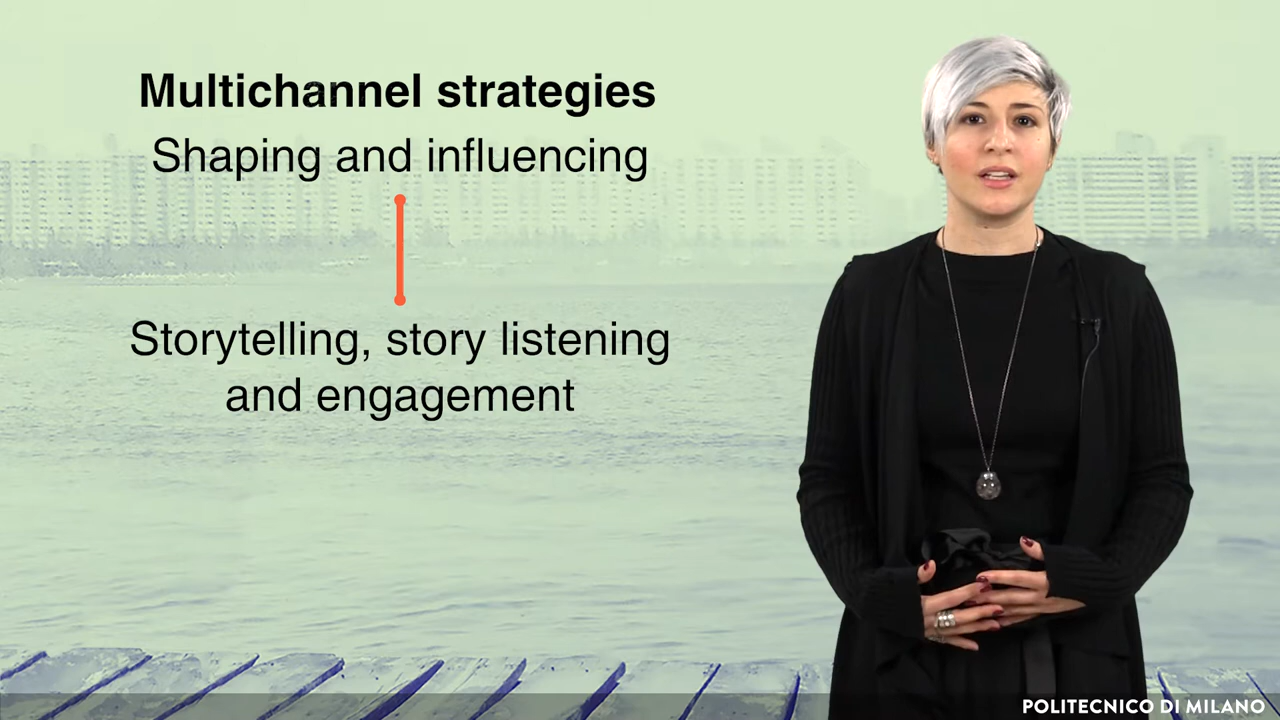 Multichannel strategies
Shaping and influencing
Storytelling, story listening
and engagement
POLITECNICO DI MILANO